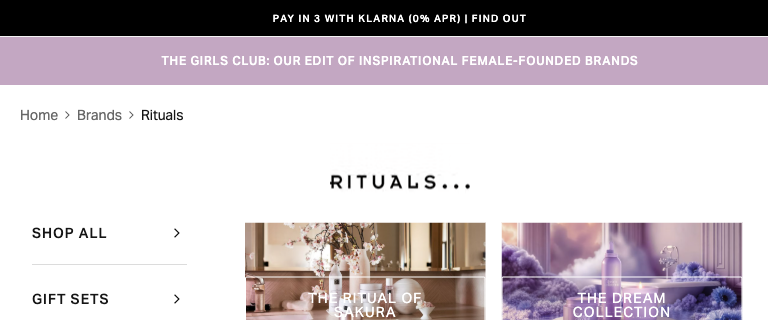 PAY IN 3 WITH KLARNA (0% APR) | FIND OUT
THE GIRLS CLUB: OUR EDIT OF INSPIRATIONAL FEMALE-FOUNDED BRANDS
Home > Brands > Rituals
RITUALS...
SHOP ALL
GIFT SETS
THE RITUAL OF
SAKURA
THE DREAM
COLLECTION